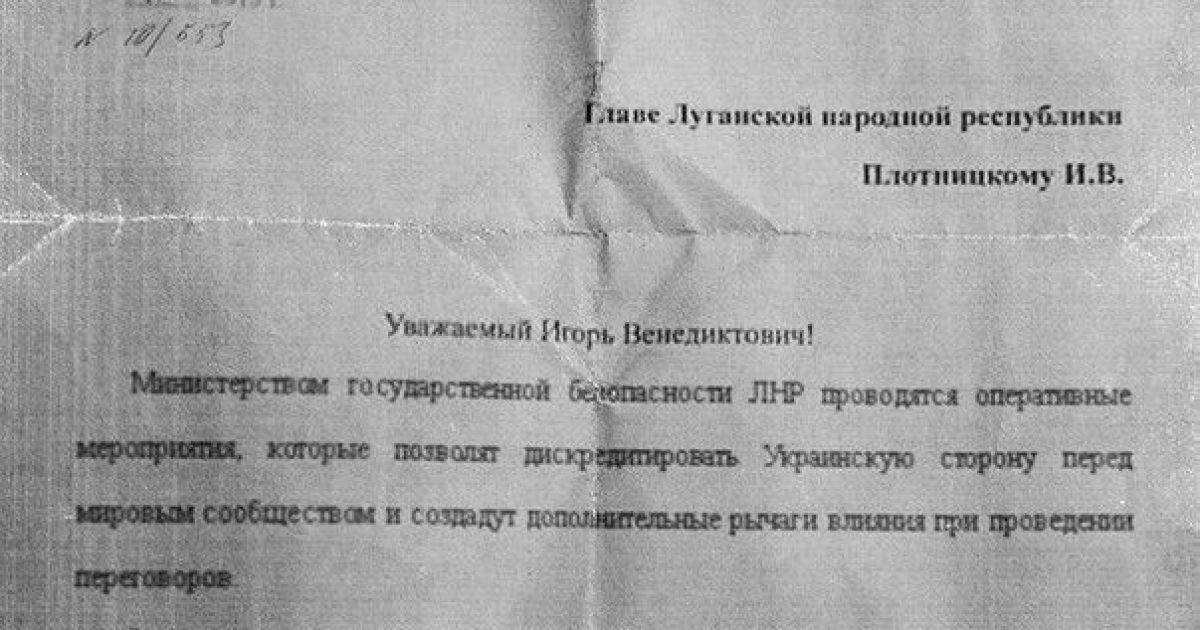 N 10/553
Главе Луганской народной республики
Плотницкому И.В.
Уважаемый Игорь Венедиктович!
Министерством государственной безопасности ЛНР проводятся оперативные
мероприятия, которые позволят дискредитировать Украинскую сторону перед
мировым сообществом и создадут дополнительные рычаги влияния при проведении
переговоров.